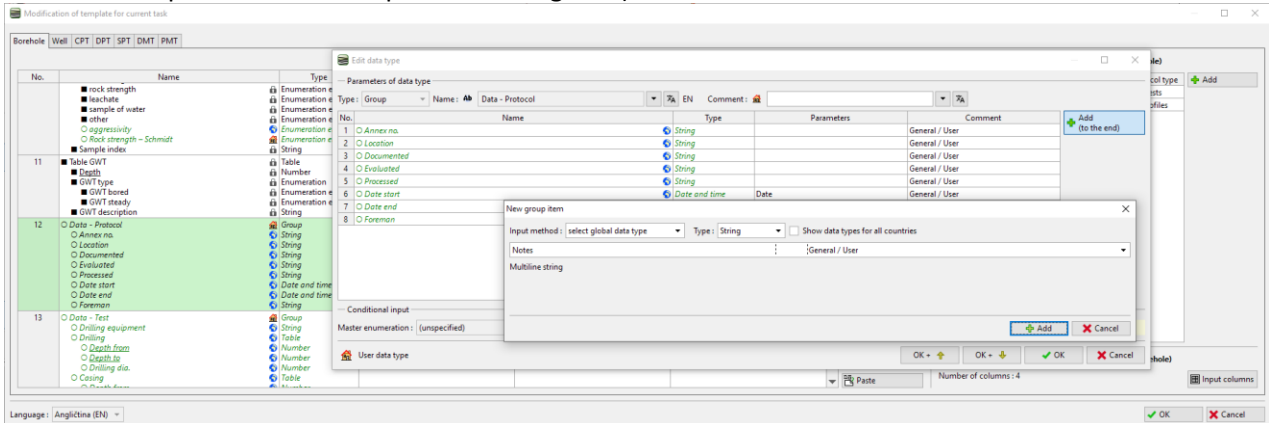 Modification of template for current task
Borehole Well CPT DPT SPT DMT PMT
No. Name Type
rock strength Enumeration e
leachate Enumeration e
sample of water Enumeration e
other Enumeration e
aggressivity Enumeration e
Rock strength – Schmidt Enumeration e
Sample index String
11 Table GWT Table
Depth Number
GWT type Enumeration
GWT bored Enumeration e
GWT steady Enumeration e
GWT description String
12 Data - Protocol Group
Annex no. String
Location String
Documented String
Evaluated String
Processed String
Date start Date and time
Date end Date and time
Foreman String
13 Data - Test Group
Drilling equipment String
Drilling Table
Depth from Number
Depth to Number
Drilling dia. Number
Casing Table
Edit data type
Parameters of data type
Type : Group Name : Ab Data - Protocol EN Comment :
No. Name Type Parameters Comment
1 Annex no. String General / User
2 Location String General / User
3 Documented String General / User
4 Evaluated String General / User
5 Processed String General / User
6 Date start Date and time Date General / User
7 Date end
8 Foreman
Add
(to the end)
Conditional input
Master enumeration : (unspecified)
User data type
OK + OK + OK Cancel
New group item
Input method : select global data type Type : String Show data types for all countries
Notes General / User
Multiline string
Add Cancel
Add
Paste
Number of columns : 4
Input columns
Language : Angličtina (EN)
OK Cancel